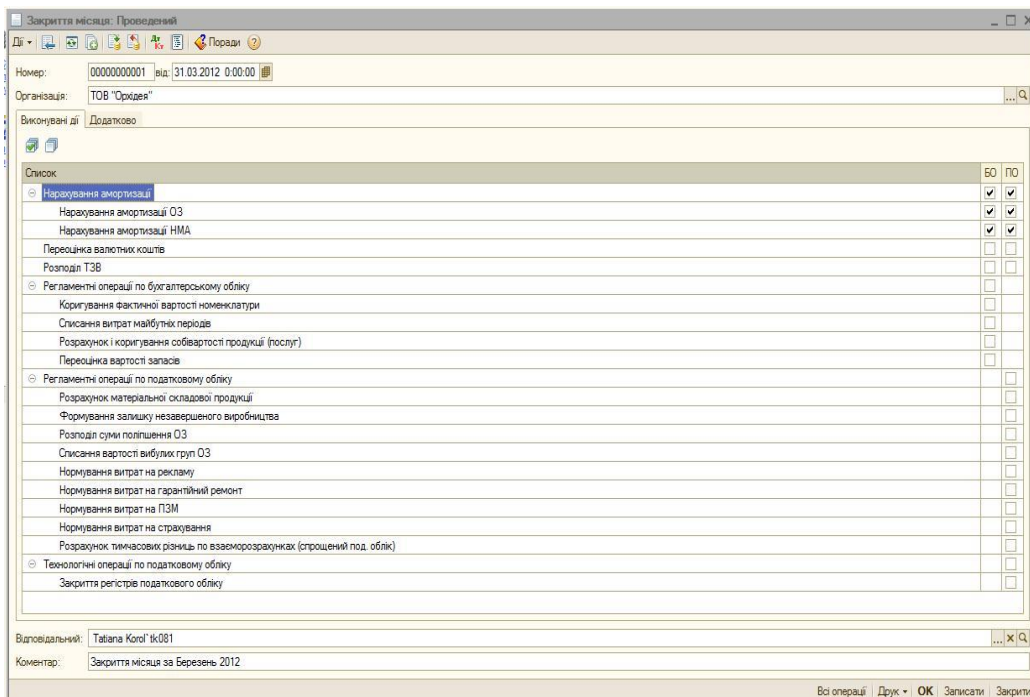 Закриття місяця: Проведений
Дії Дт Кт Поради
Номер: 00000000001 від: 31.03.2012 0:00:00
Організація: ТОВ "Орхідея" ...
Виконувані дії Додатково
Список БО ПО
Нарахування амортизації
Нарахування амортизації ОЗ
Нарахування амортизації НМА
Переоцінка валютних коштів
Розподіл ТЗВ
Регламентні операції по бухгалтерському обліку
Коригування фактичної вартості номенклатури
Списання витрат майбутніх періодів
Розрахунок і коригування собівартості продукції (послуг)
Переоцінка вартості запасів
Регламентні операції по податковому обліку
Розрахунок матеріальної складової продукції
Формування залишку незавершеного виробництва
Розподіл суми поліпшення ОЗ
Списання вартості вибулих груп ОЗ
Нормування витрат на рекламу
Нормування витрат на гарантійний ремонт
Нормування витрат на ПЗМ
Нормування витрат на страхування
Розрахунок тимчасових різниць по взаєморозрахунках (спрощений под. облік)
Технологічні операції по податковому обліку
Закриття регістрів податкового обліку
Відповідальний: Tatiana Korol`tk081 ...
Коментар: Закриття місяця за Березень 2012
Всі операції Друк OK Записати Закрити